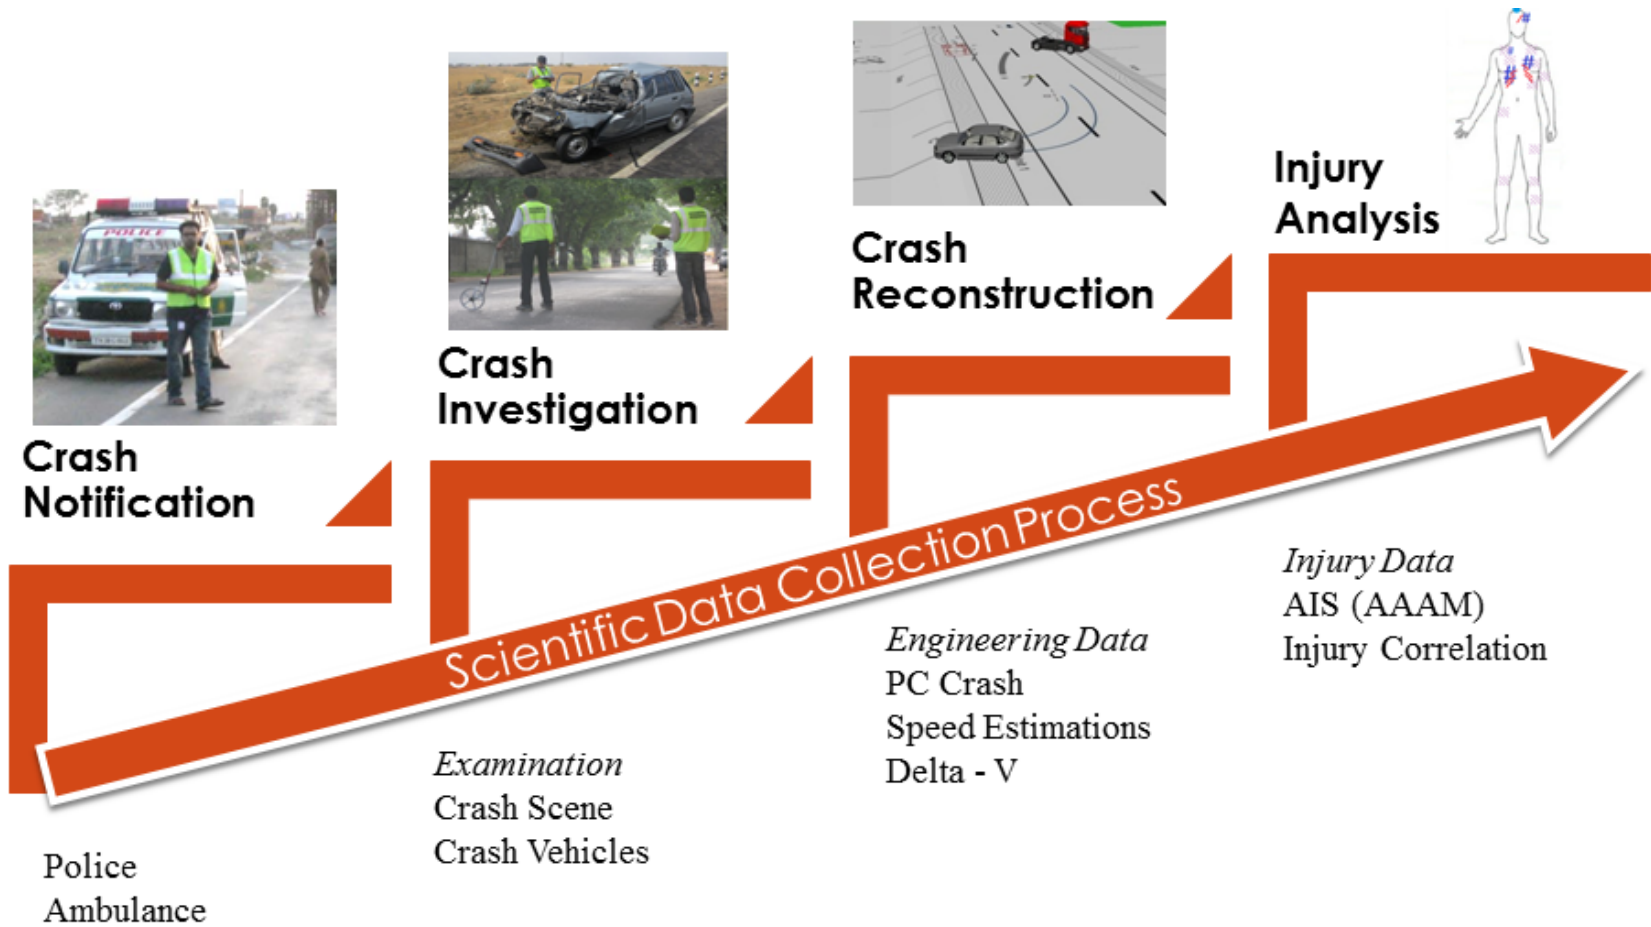 Crash
Notification
Crash
Investigation
Crash
Reconstruction
Injury
Analysis
POLICE
Scientific Data Collection Process
Police
Ambulance
Examination
Crash Scene
Crash Vehicles
Engineering Data
PC Crash
Speed Estimations
Delta - V
Injury Data
AIS (AAAM)
Injury Correlation